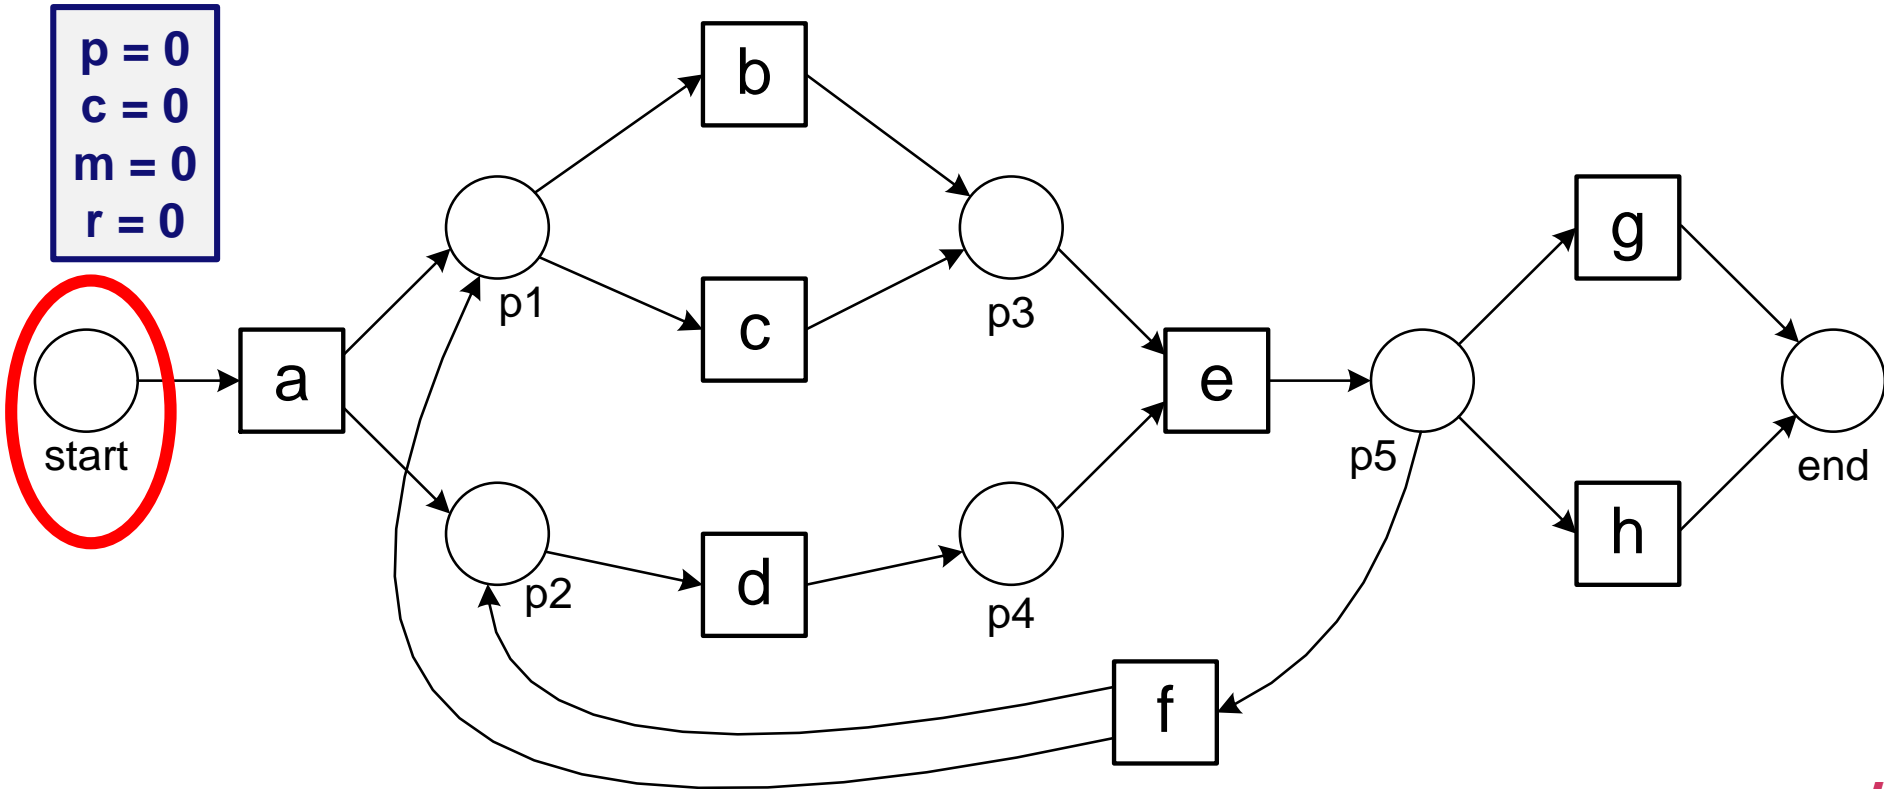 p = 0
c = 0
m = 0
r = 0
b
g
p1
p3
c
a
e
start
p5
end
h
d
p2
p4
f